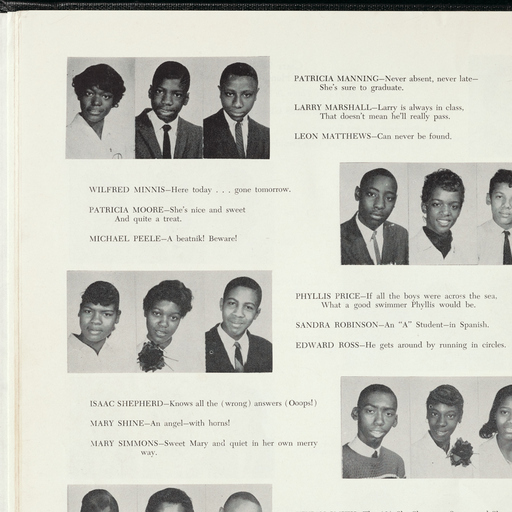 PATRICIA MANNING—Never absent, never late—
She's sure to graduate.
LARRY MARSHALL—Larry is always in class,
That doesn't mean he'll really pass.
LEON MATTHEWS—Can never be found.
WILFRED MINNIS—Here today . . . gone tomorrow.
PATRICIA MOORE—She's nice and sweet
And quite a treat.
MICHAEL PEELE—A beatnik! Beware!
PHYLLIS PRICE—If all the boys were across the sea,
What a good swimmer Phyllis would be.
SANDRA ROBINSON—An "A" Student—in Spanish.
EDWARD ROSS—He gets around by running in circles.
ISAAC SHEPHERD—Knows all the (wrong) answers (Ooops!)
MARY SHINE—An angel—with horns!
MARY SIMMONS—Sweet Mary and quiet in her own merry
way.